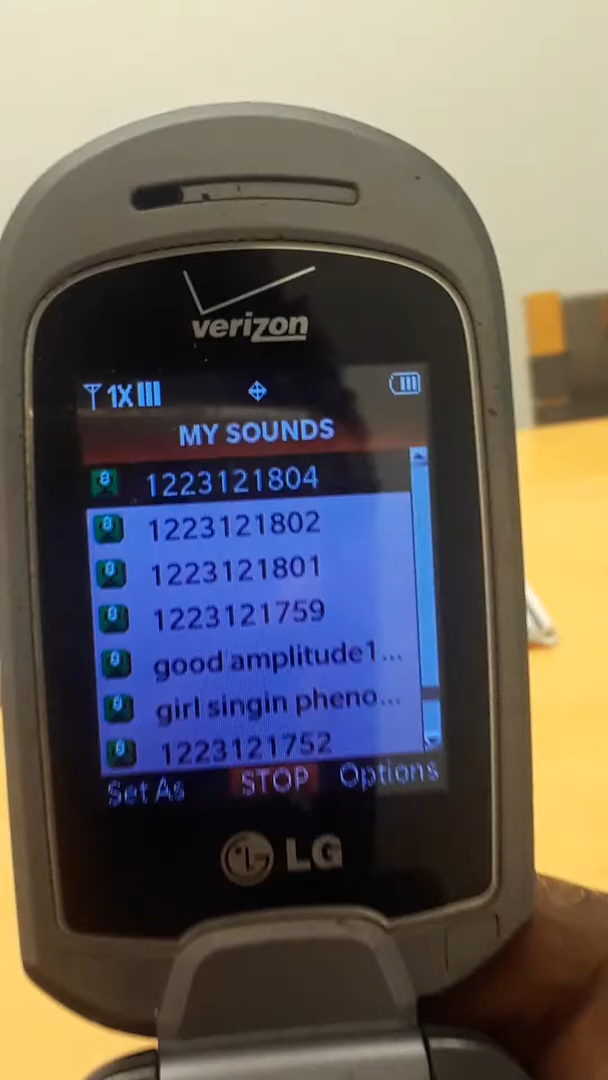 verizon
1X
MY SOUNDS
1223121804
1223121802
1223121801
1223121759
good amplitude1...
girl singin pheno...
1223121752
Set As STOP Options
LG